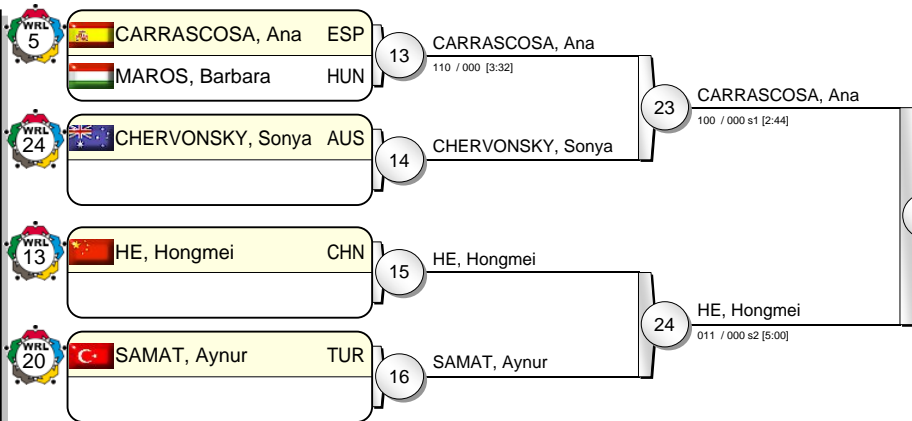 WRL
5
CARRASCOSA, Ana ESP
MAROS, Barbara HUN
13
CARRASCOSA, Ana
110 / 000 [3:32]
WRL
24
CHERVONSKY, Sonya AUS
14
CHERVONSKY, Sonya
23
CARRASCOSA, Ana
100 / 000 s1 [2:44]
WRL
13
HE, Hongmei CHN
15
HE, Hongmei
WRL
20
SAMAT, Aynur TUR
16
SAMAT, Aynur
24
HE, Hongmei
011 / 000 s2 [5:00]